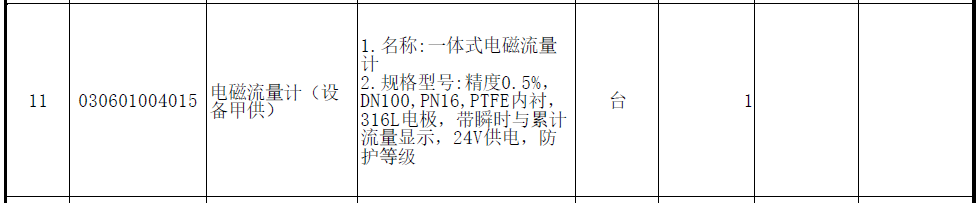 11
030601004015
电磁流量计（设
备甲供）
1.名称:一体式电磁流量
计
2.规格型号:精度0.5%，
DN100,PN16,PTFE内衬，
316L电极，带瞬时与累计
流量显示，24V供电，防
护等级
台
1